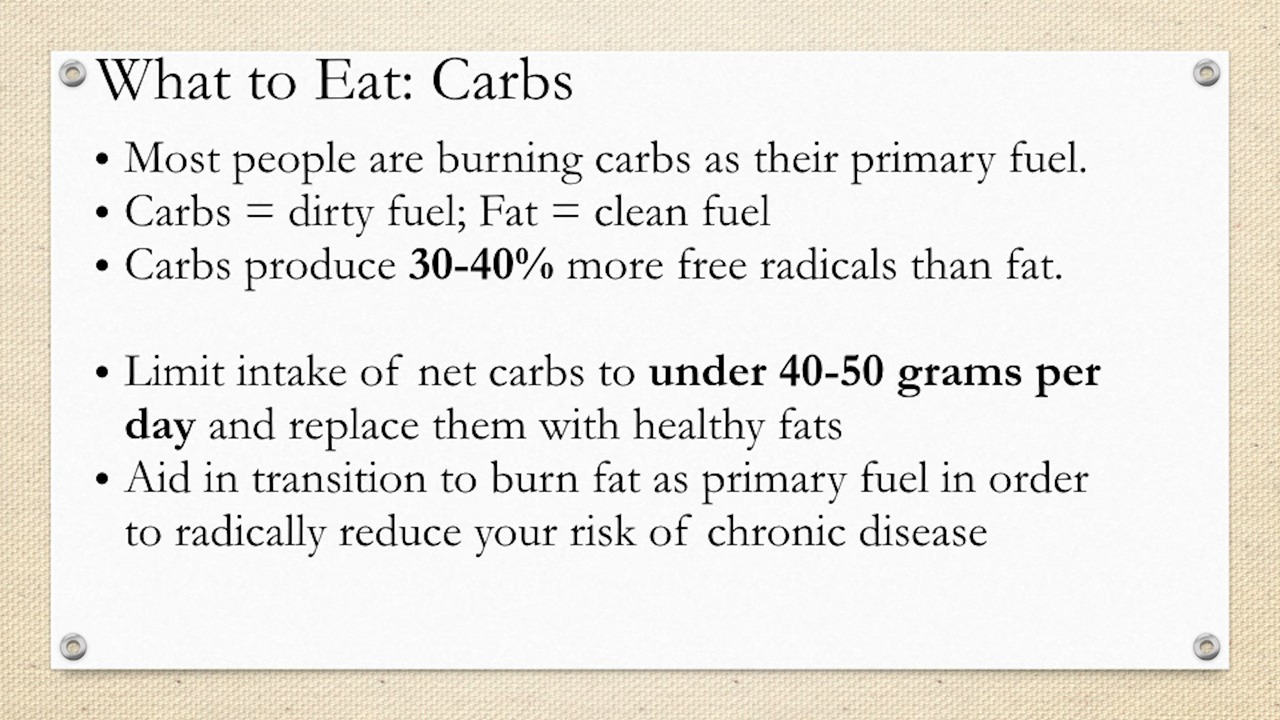 What to Eat: Carbs
• Most people are burning carbs as their primary fuel.
• Carbs = dirty fuel; Fat = clean fuel
• Carbs produce 30-40% more free radicals than fat.
• Limit intake of net carbs to under 40-50 grams per
day and replace them with healthy fats
• Aid in transition to burn fat as primary fuel in order
to radically reduce your risk of chronic disease